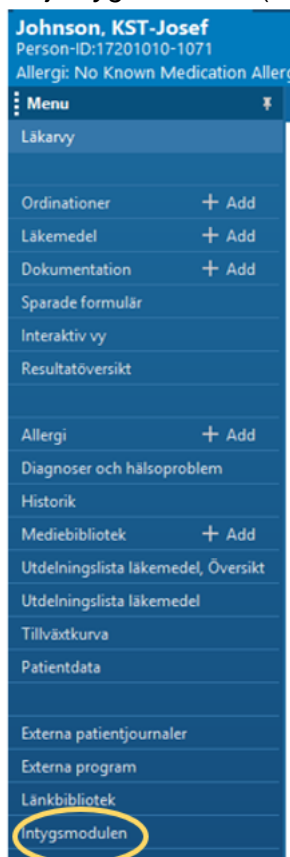 Johnson, KST-Josef
Person-ID:17201010-1071
Allergi: No Known Medication Aller
Menu
Läkarvy
Ordinationer + Add
Läkemedel + Add
Dokumentation + Add
Sparade formulär
Interaktiv vy
Resultatöversikt
Allergi + Add
Diagnoser och hälsoproblem
Historik
Mediebibliotek + Add
Utdelningslista läkemedel, Översikt
Utdelningslista läkemedel
Tillväxtkurva
Patientdata
Externa patientjournaler
Externa program
Länkbibliotek
Intygsmodulen